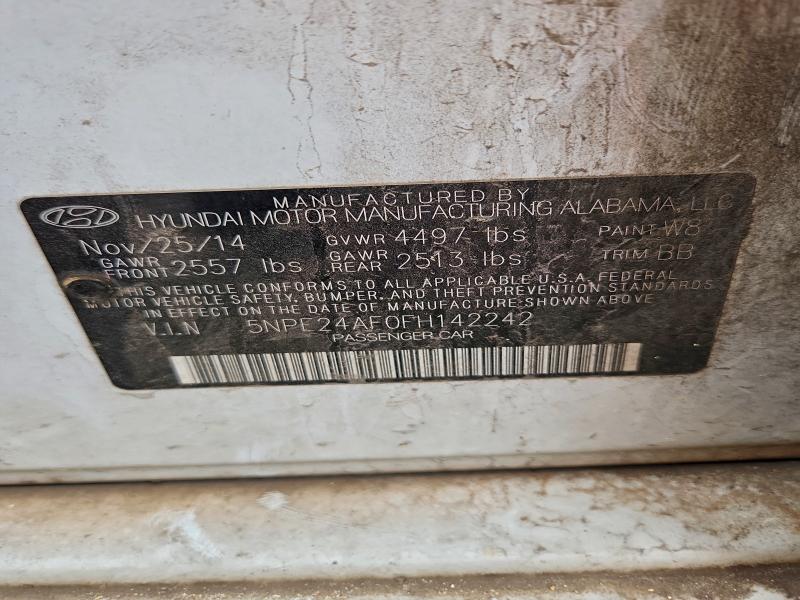 MANUFACTURED BY
HYUNDAI MOTOR MANUFACTURING ALABAMA, LLC
Nov/25/14 GVWR 4497 lbs PAINT W8
GAWR FRONT 2557 lbs GAWR REAR 2513 lbs TRIM BB
THIS VEHICLE CONFORMS TO ALL APPLICABLE U.S.A. FEDERAL
MOTOR VEHICLE SAFETY, BUMPER, AND THEFT PREVENTION STANDARDS
IN EFFECT ON THE DATE OF MANUFACTURE SHOWN ABOVE.
V.I.N 5NPE24AF0FH142242
PASSENGER CAR